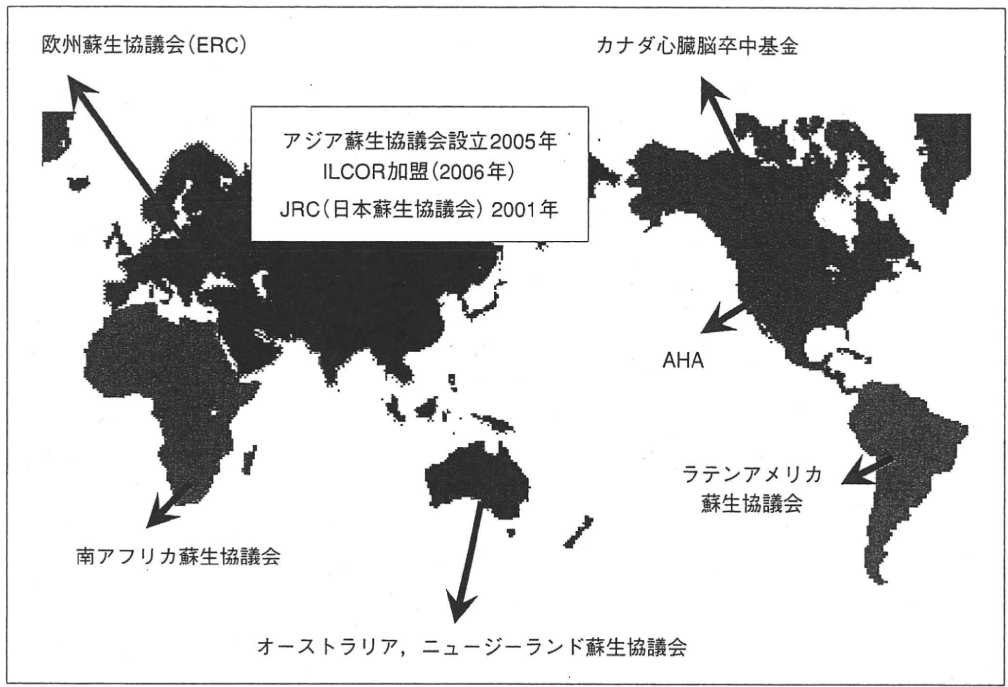 欧州蘇生協議会(ERC)
カナダ心臓脳卒中基金
アジア蘇生協議会設立2005年
ILCOR加盟(2006年)
JRC(日本蘇生協議会) 2001年
AHA
ラテンアメリカ
蘇生協議会
南アフリカ蘇生協議会
オーストラリア，ニュージーランド蘇生協議会